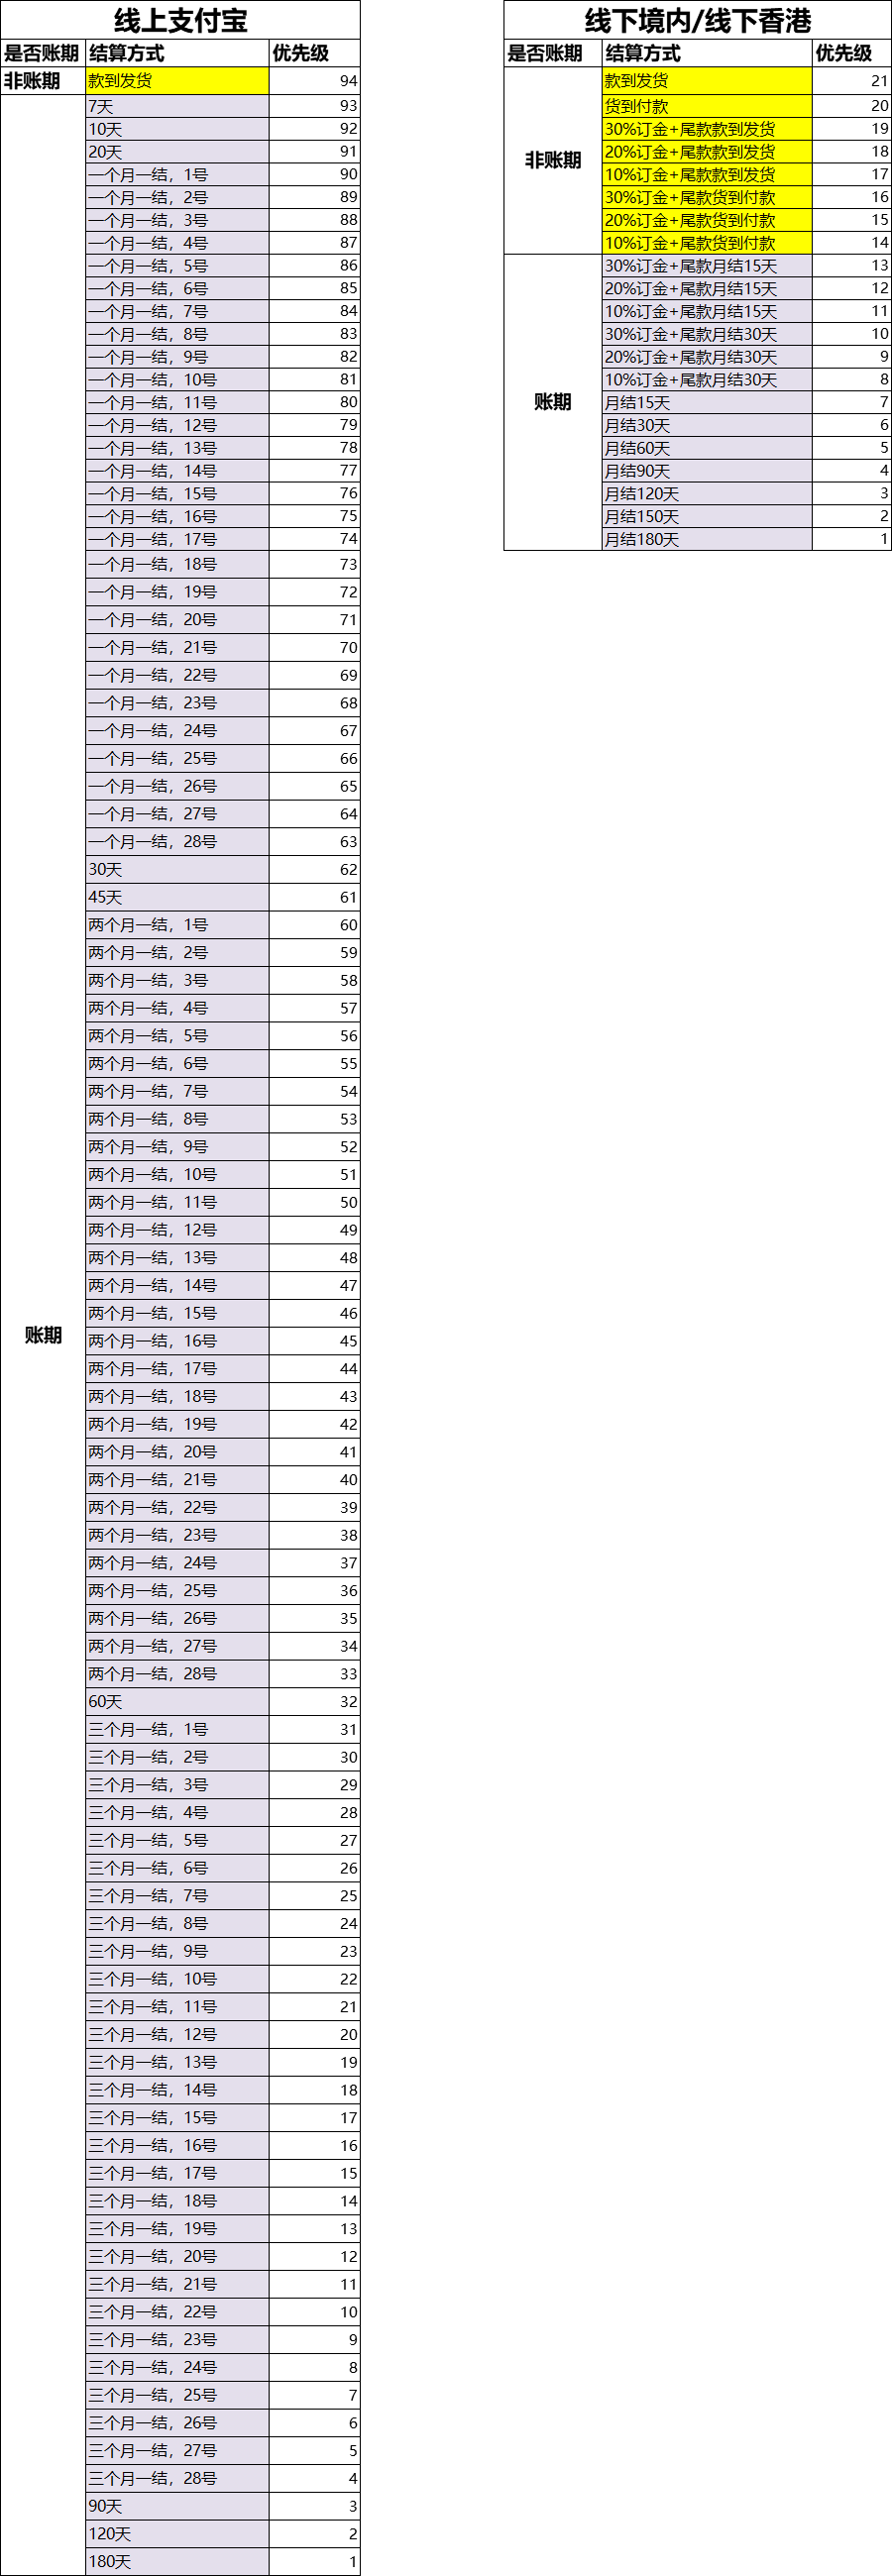 线上支付宝
是否账期 结算方式 优先级
非账期 款到发货 94
账期
7天 93
10天 92
20天 91
一个月一结，1号 90
一个月一结，2号 89
一个月一结，3号 88
一个月一结，4号 87
一个月一结，5号 86
一个月一结，6号 85
一个月一结，7号 84
一个月一结，8号 83
一个月一结，9号 82
一个月一结，10号 81
一个月一结，11号 80
一个月一结，12号 79
一个月一结，13号 78
一个月一结，14号 77
一个月一结，15号 76
一个月一结，16号 75
一个月一结，17号 74
一个月一结，18号 73
一个月一结，19号 72
一个月一结，20号 71
一个月一结，21号 70
一个月一结，22号 69
一个月一结，23号 68
一个月一结，24号 67
一个月一结，25号 66
一个月一结，26号 65
一个月一结，27号 64
一个月一结，28号 63
30天 62
45天 61
两个月一结，1号 60
两个月一结，2号 59
两个月一结，3号 58
两个月一结，4号 57
两个月一结，5号 56
两个月一结，6号 55
两个月一结，7号 54
两个月一结，8号 53
两个月一结，9号 52
两个月一结，10号 51
两个月一结，11号 50
两个月一结，12号 49
两个月一结，13号 48
两个月一结，14号 47
两个月一结，15号 46
两个月一结，16号 45
两个月一结，17号 44
两个月一结，18号 43
两个月一结，19号 42
两个月一结，20号 41
两个月一结，21号 40
两个月一结，22号 39
两个月一结，23号 38
两个月一结，24号 37
两个月一结，25号 36
两个月一结，26号 35
两个月一结，27号 34
两个月一结，28号 33
60天 32
三个月一结，1号 31
三个月一结，2号 30
三个月一结，3号 29
三个月一结，4号 28
三个月一结，5号 27
三个月一结，6号 26
三个月一结，7号 25
三个月一结，8号 24
三个月一结，9号 23
三个月一结，10号 22
三个月一结，11号 21
三个月一结，12号 20
三个月一结，13号 19
三个月一结，14号 18
三个月一结，15号 17
三个月一结，16号 16
三个月一结，17号 15
三个月一结，18号 14
三个月一结，19号 13
三个月一结，20号 12
三个月一结，21号 11
三个月一结，22号 10
三个月一结，23号 9
三个月一结，24号 8
三个月一结，25号 7
三个月一结，26号 6
三个月一结，27号 5
三个月一结，28号 4
90天 3
120天 2
180天 1
线下境内/线下香港
是否账期 结算方式 优先级
非账期
款到发货 21
货到付款 20
30%订金+尾款款到发货 19
20%订金+尾款款到发货 18
10%订金+尾款款到发货 17
30%订金+尾款货到付款 16
20%订金+尾款货到付款 15
10%订金+尾款货到付款 14
账期
30%订金+尾款月结15天 13
20%订金+尾款月结15天 12
10%订金+尾款月结15天 11
30%订金+尾款月结30天 10
20%订金+尾款月结30天 9
10%订金+尾款月结30天 8
月结15天 7
月结30天 6
月结60天 5
月结90天 4
月结120天 3
月结150天 2
月结180天 1